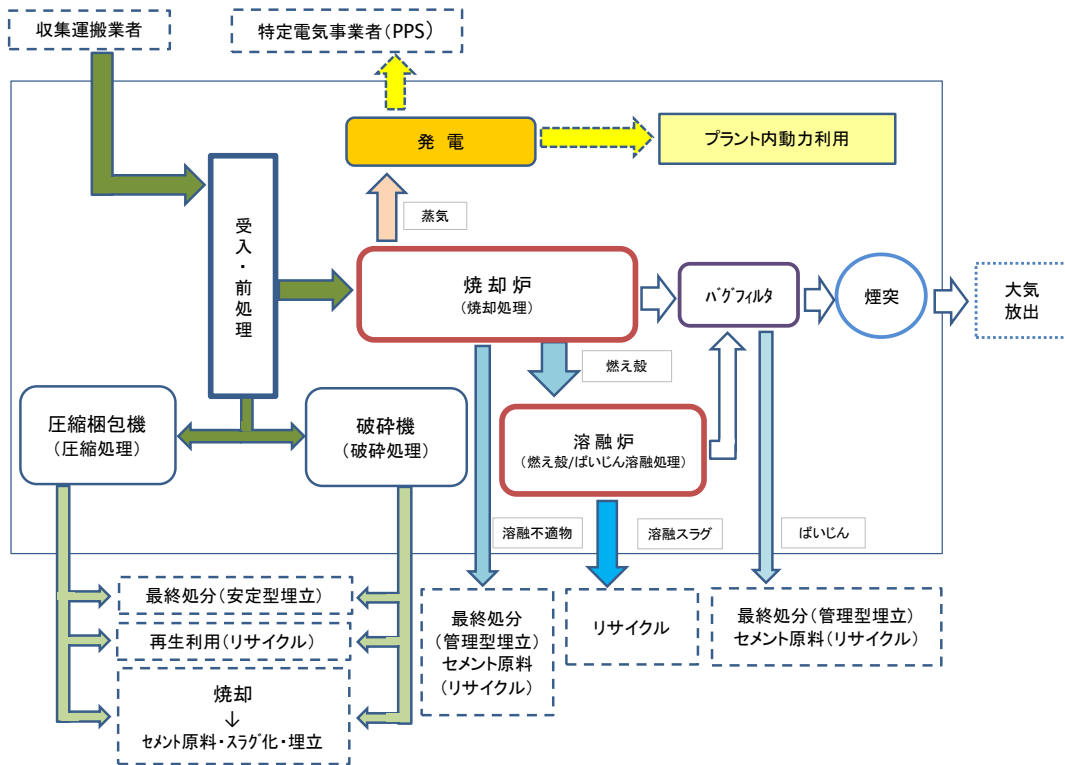 収集運搬業者
特定電気事業者(PPS)
発 電
プラント内動力利用
蒸気
受入・前処理
焼 却 炉
(焼却処理)
ﾊﾞｸﾞﾌｨﾙﾀ
煙突
大気
放出
燃え殻
圧縮梱包機
(圧縮処理)
破砕機
(破砕処理)
溶 融 炉
(燃え殻/ばいじん溶融処理)
溶融不適物
溶融スラグ
ばいじん
最終処分(安定型埋立)
再生利用(リサイクル)
焼却
↓
ｾﾒﾝﾄ原料・ｽﾗｸﾞ化・埋立
最終処分
(管理型埋立)
セメント原料
(リサイクル)
リサイクル
最終処分(管理型埋立)
セメント原料(リサイクル)